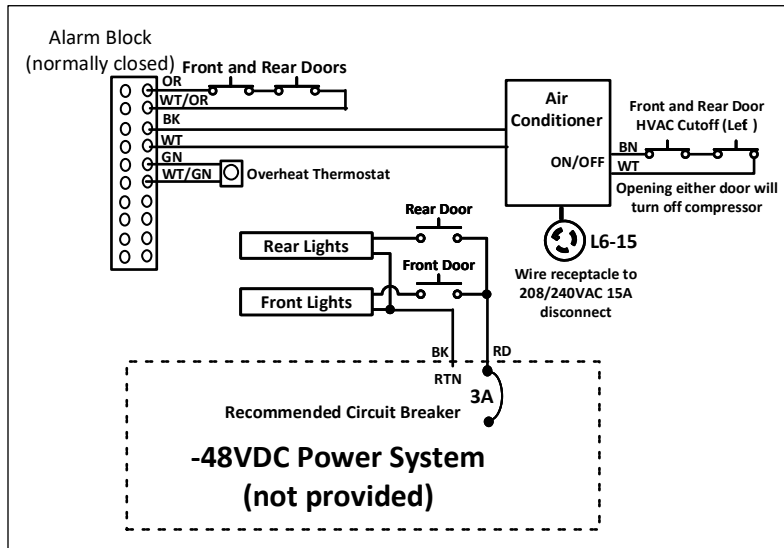 Alarm Block
(normally closed)
OR
WT/OR
BK
WT
GN
WT/GN
Front and Rear Doors
Overheat Thermostat
Air
Conditioner
ON/OFF
Front and Rear Door
HVAC Cutoff (Lef )
BN
WT
Opening either door will
turn off compressor
L6-15
Wire receptacle to
208/240VAC 15A
disconnect
Rear Door
Rear Lights
Front Door
Front Lights
BK
RD
RTN
3A
Recommended Circuit Breaker
-48VDC Power System
(not provided)